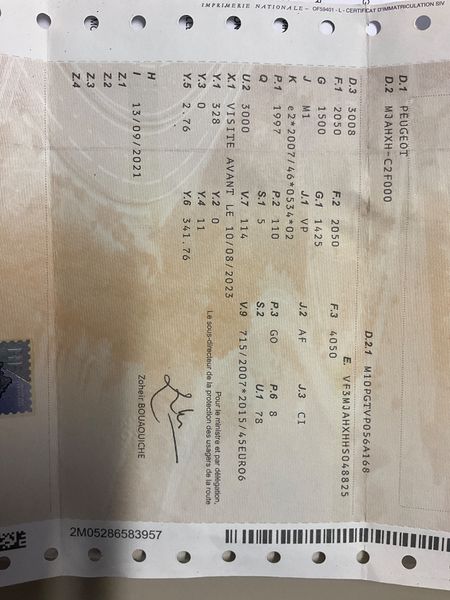 IMPRIMERIE NATIONALE - OF59401 - L - CERTIFICAT D'IMMATRICULATION SIV
D.1 PEUGEOT
D.2 MJAHXH-C2F000
D.2.1 M10PGTVP056A168
D.3 3008 E. VF3MJAHXHHS048825
F.1 2050 F.2 2050 F.3 4050
G 1500 G.1 1425
J M1 J.1 VP J.2 AF J.3 CI
K e2*2007/46*0534*02
P.1 1997 P.2 110 P.3 GO P.6 8
Q S.1 5 S.2 U.1 78
U.2 3000 V.7 114 V.9 715/2007*2015/45EURO6
X.1 VISITE AVANT LE 10/08/2023
Y.1 328 Y.2 0
Y.3 0 Y.4 11
Y.5 2.76 Y.6 341.76
Pour le ministre et par délégation,
Le sous-directeur de la protection des usagers de la route
H
I 13/09/2021
Z.1
Z.2
Z.3
Z.4
Zoheir BOUAOUICHE
2M05286583957